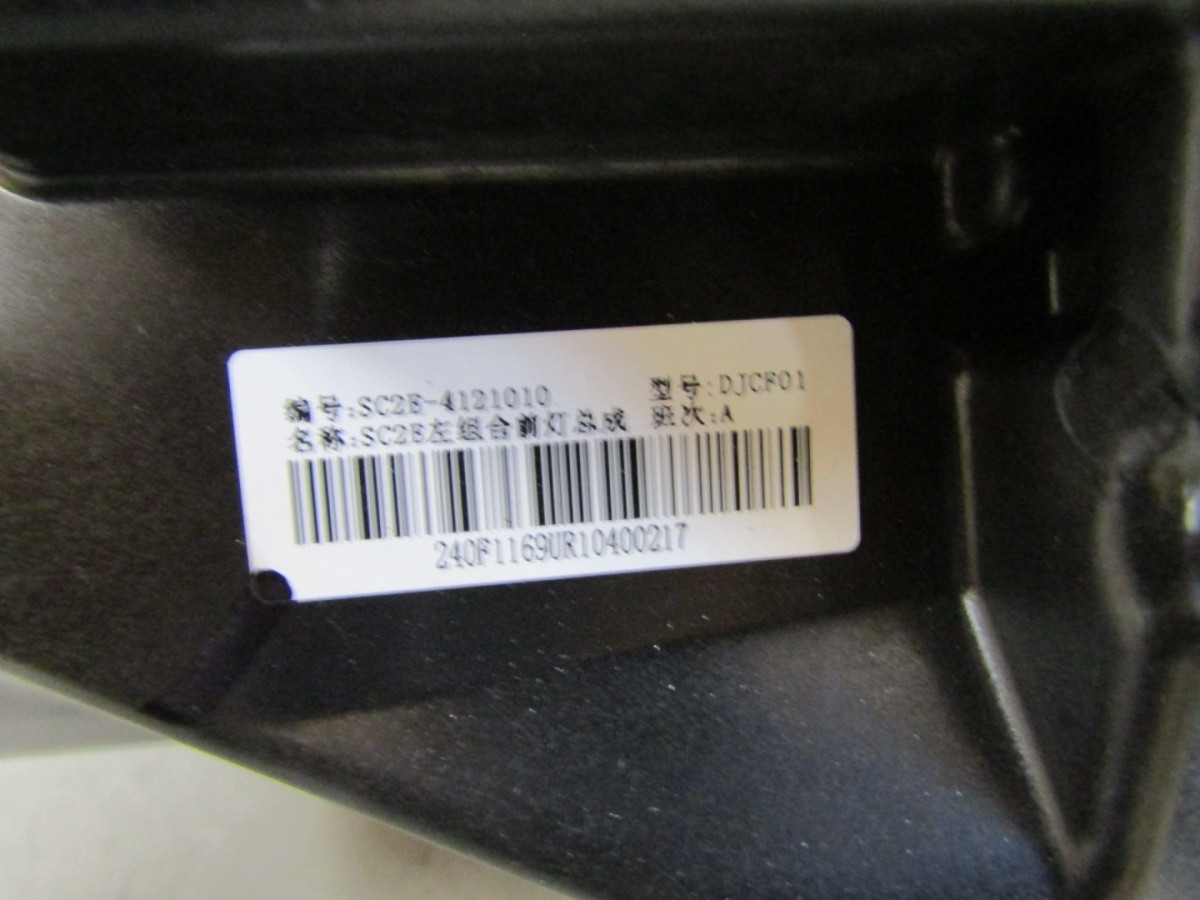 编号:SC2E-4121010 型号:DJCF01
名称:SC2E左组合前灯总成 班次:A
240F1169UR10400217